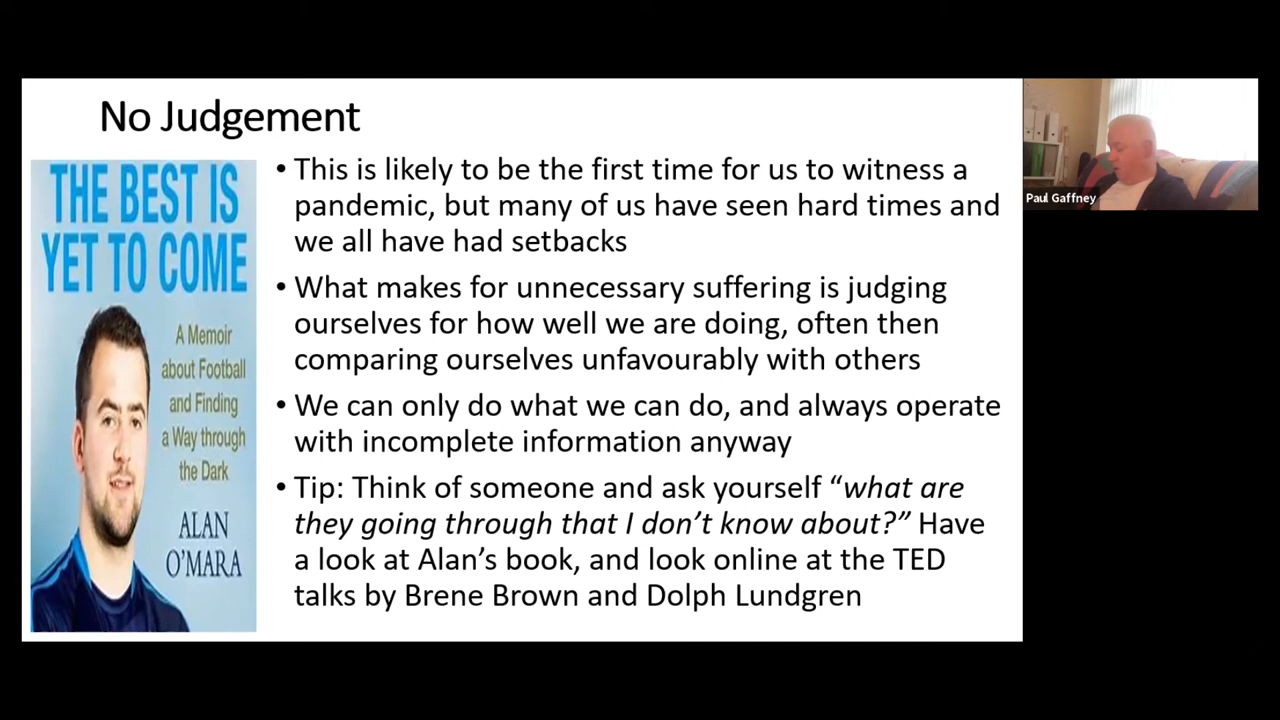 No Judgement
THE BEST IS
YET TO COME
A Memoir
about Football
and Finding
a Way through
the Dark
ALAN
O’MARA
• This is likely to be the first time for us to witness a
pandemic, but many of us have seen hard times and
we all have had setbacks
• What makes for unnecessary suffering is judging
ourselves for how well we are doing, often then
comparing ourselves unfavourably with others
• We can only do what we can do, and always operate
with incomplete information anyway
• Tip: Think of someone and ask yourself “what are
they going through that I don’t know about?” Have
a look at Alan’s book, and look online at the TED
talks by Brene Brown and Dolph Lundgren
Paul Gaffney